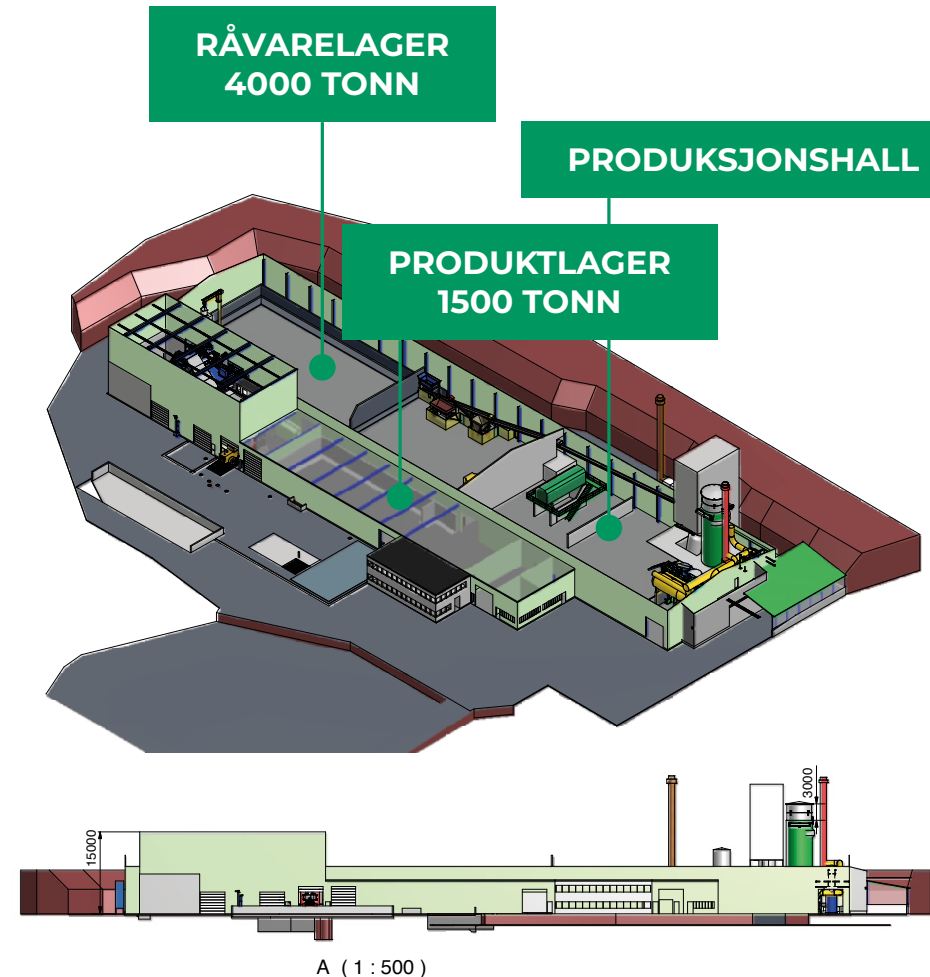 RÅVARELAGER
4000 TONN
PRODUKSJONSHALL
PRODUKTLAGER
1500 TONN
15000
3000
A ( 1 : 500 )